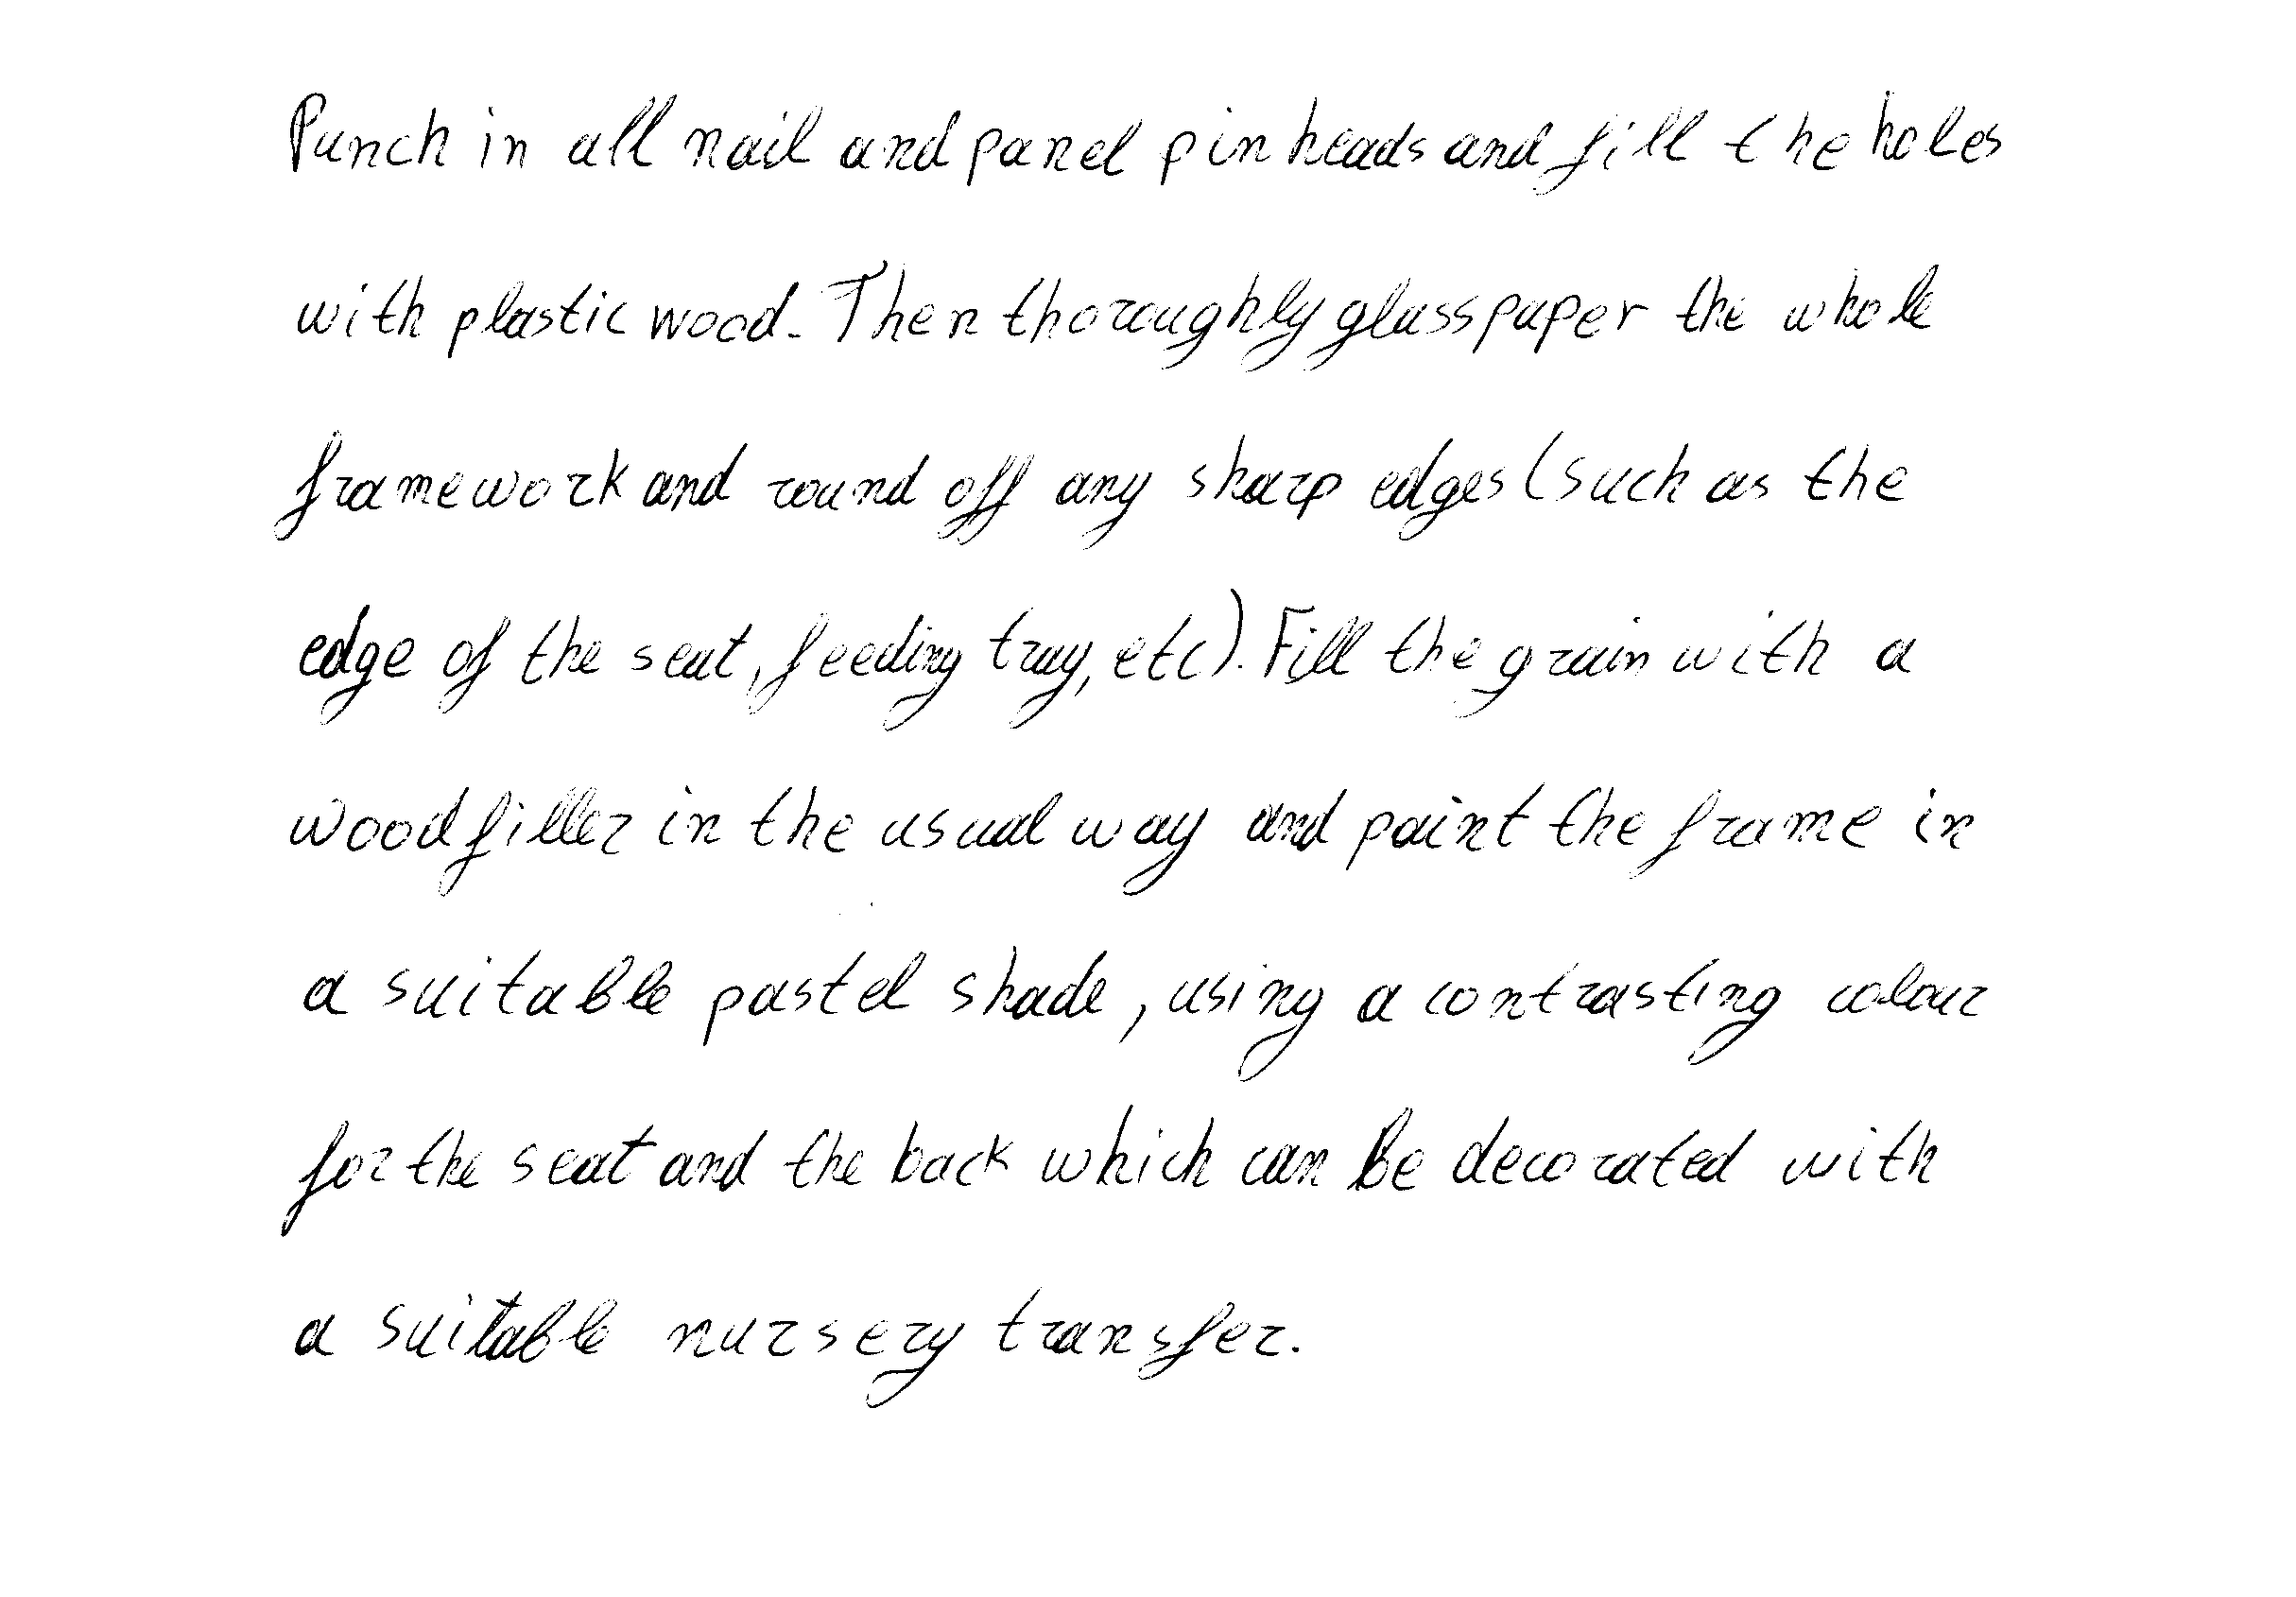 Punch in all nail and panel pin heads and fill the holes
with plastic wood. Then thoroughly glasspaper the whole
framework and round off any sharp edges (such as the
edge of the seat, feeding tray, etc). Fill the grain with a
woodfiller in the usual way and paint the frame in
a suitable pastel shade, using a contrasting colour
for the seat and the back which can be decorated with
a suitable nursery transfer.